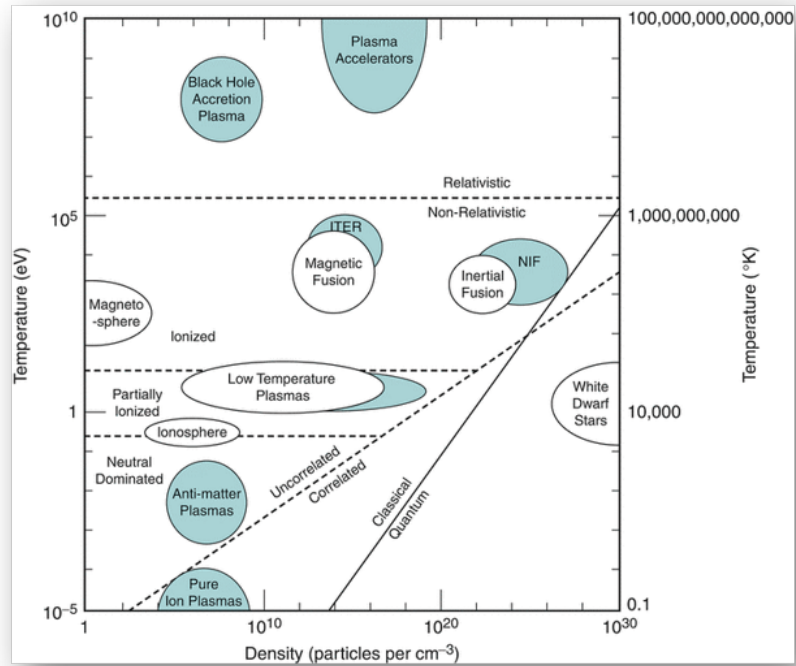 10¹⁰
100,000,000,000,000
Plasma
Accelerators
Black Hole
Accretion
Plasma
Relativistic
10⁵
Non-Relativistic
1,000,000,000
ITER
Magnetic
Fusion
NIF
Inertial
Fusion
Magneto
-sphere
Ionized
Temperature (eV)
Temperature (°K)
Low Temperature
Plasmas
Partially
Ionized
1
10,000
White
Dwarf
Stars
Ionosphere
Neutral
Dominated
Uncorrelated
Correlated
Classical
Quantum
Anti-matter
Plasmas
Pure
Ion Plasmas
10⁻⁵
0.1
1
10¹⁰
10²⁰
10³⁰
Density (particles per cm⁻³)